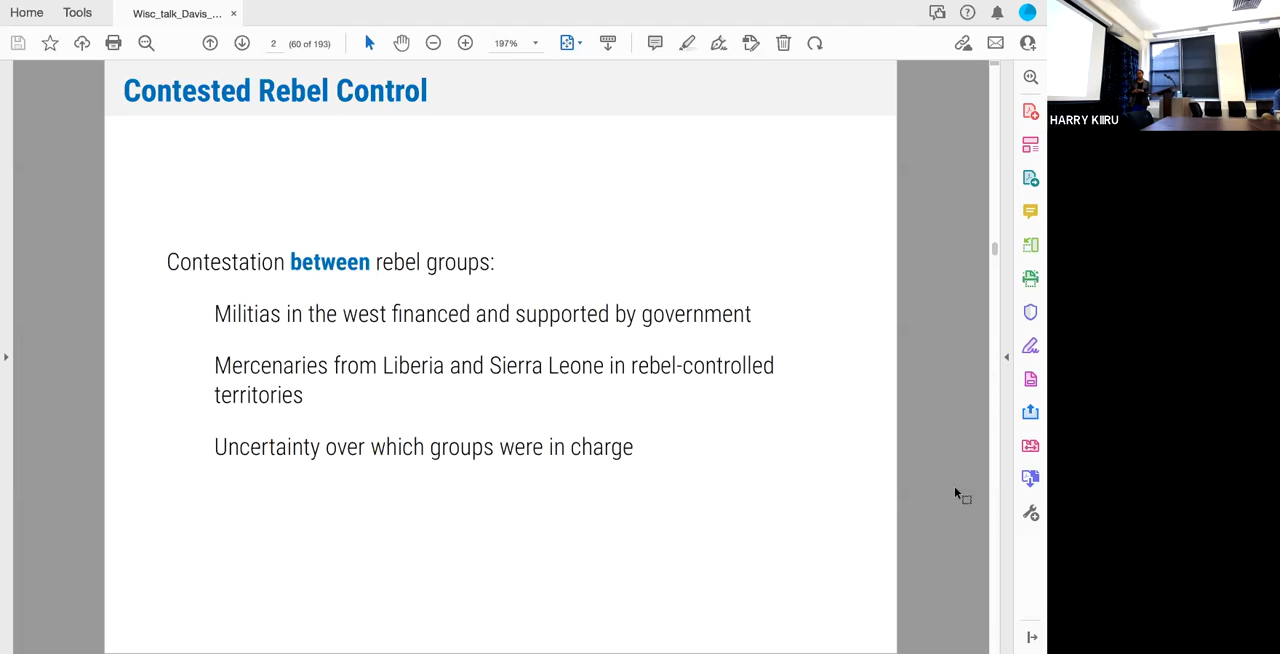 Home Tools Wisc_talk_Davis_... ×
2 (60 of 193) 197%
Contested Rebel Control
HARRY KIIRU
Contestation between rebel groups:
Militias in the west financed and supported by government
Mercenaries from Liberia and Sierra Leone in rebel-controlled
territories
Uncertainty over which groups were in charge